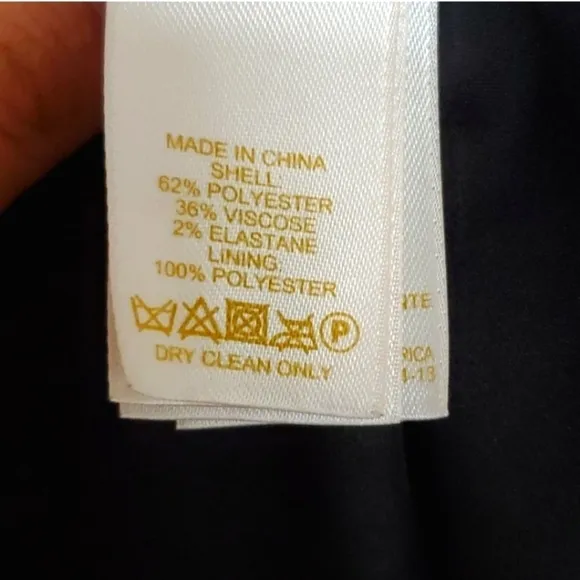 MADE IN CHINA
SHELL:
62% POLYESTER
36% VISCOSE
2% ELASTANE
LINING:
100% POLYESTER
P
DRY CLEAN ONLY